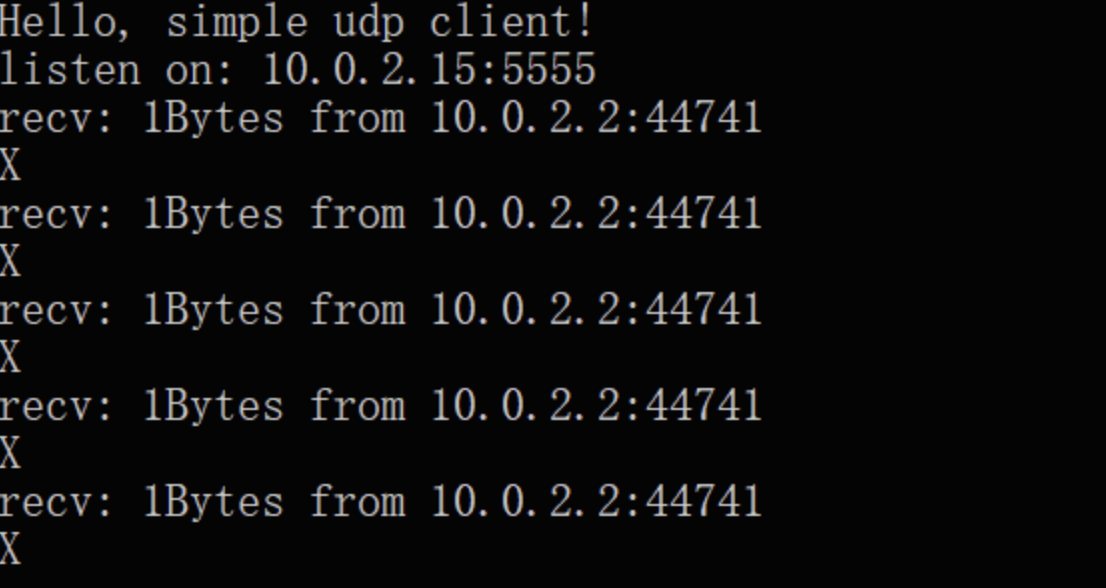 Hello, simple udp client!
listen on: 10.0.2.15:5555
recv: 1Bytes from 10.0.2.2:44741
X
recv: 1Bytes from 10.0.2.2:44741
X
recv: 1Bytes from 10.0.2.2:44741
X
recv: 1Bytes from 10.0.2.2:44741
X
recv: 1Bytes from 10.0.2.2:44741
X